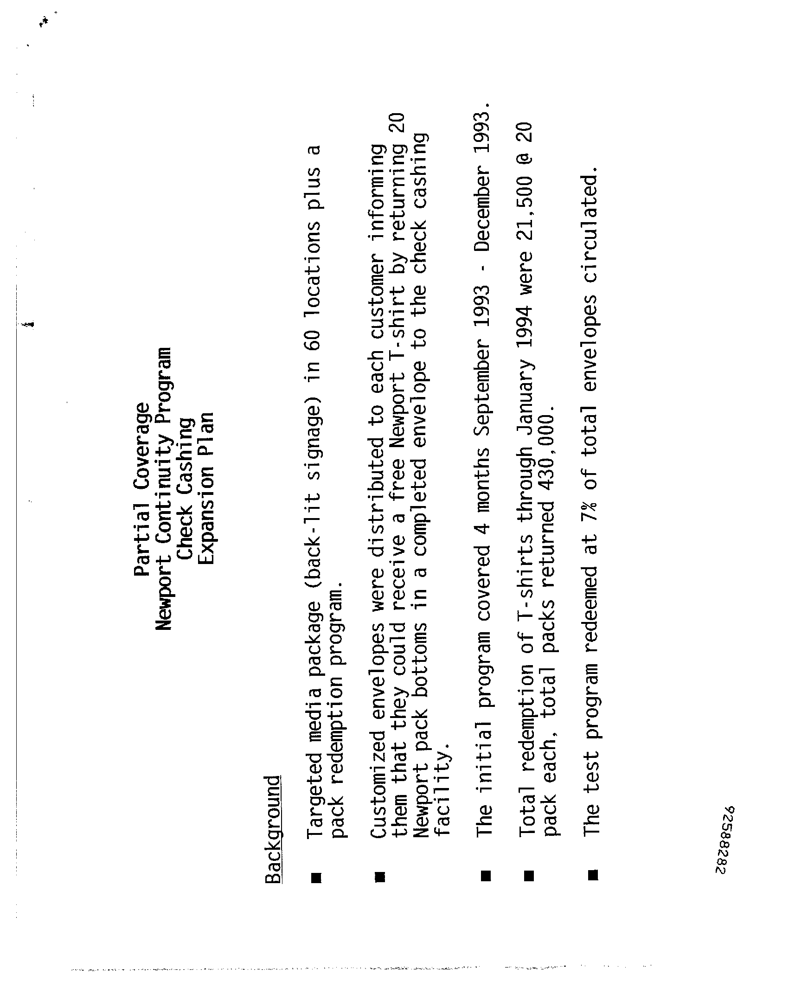 Partial Coverage
Newport Continuity Program
Check Cashing
Expansion Plan
Background
■ Targeted media package (back-lit signage) in 60 locations plus a
pack redemption program.
■ Customized envelopes were distributed to each customer informing
them that they could receive a free Newport T-shirt by returning 20
Newport pack bottoms in a completed envelope to the check cashing
facility.
■ The initial program covered 4 months September 1993 - December 1993.
■ Total redemption of T-shirts through January 1994 were 21,500 @ 20
pack each, total packs returned 430,000.
■ The test program redeemed at 7% of total envelopes circulated.
92588282